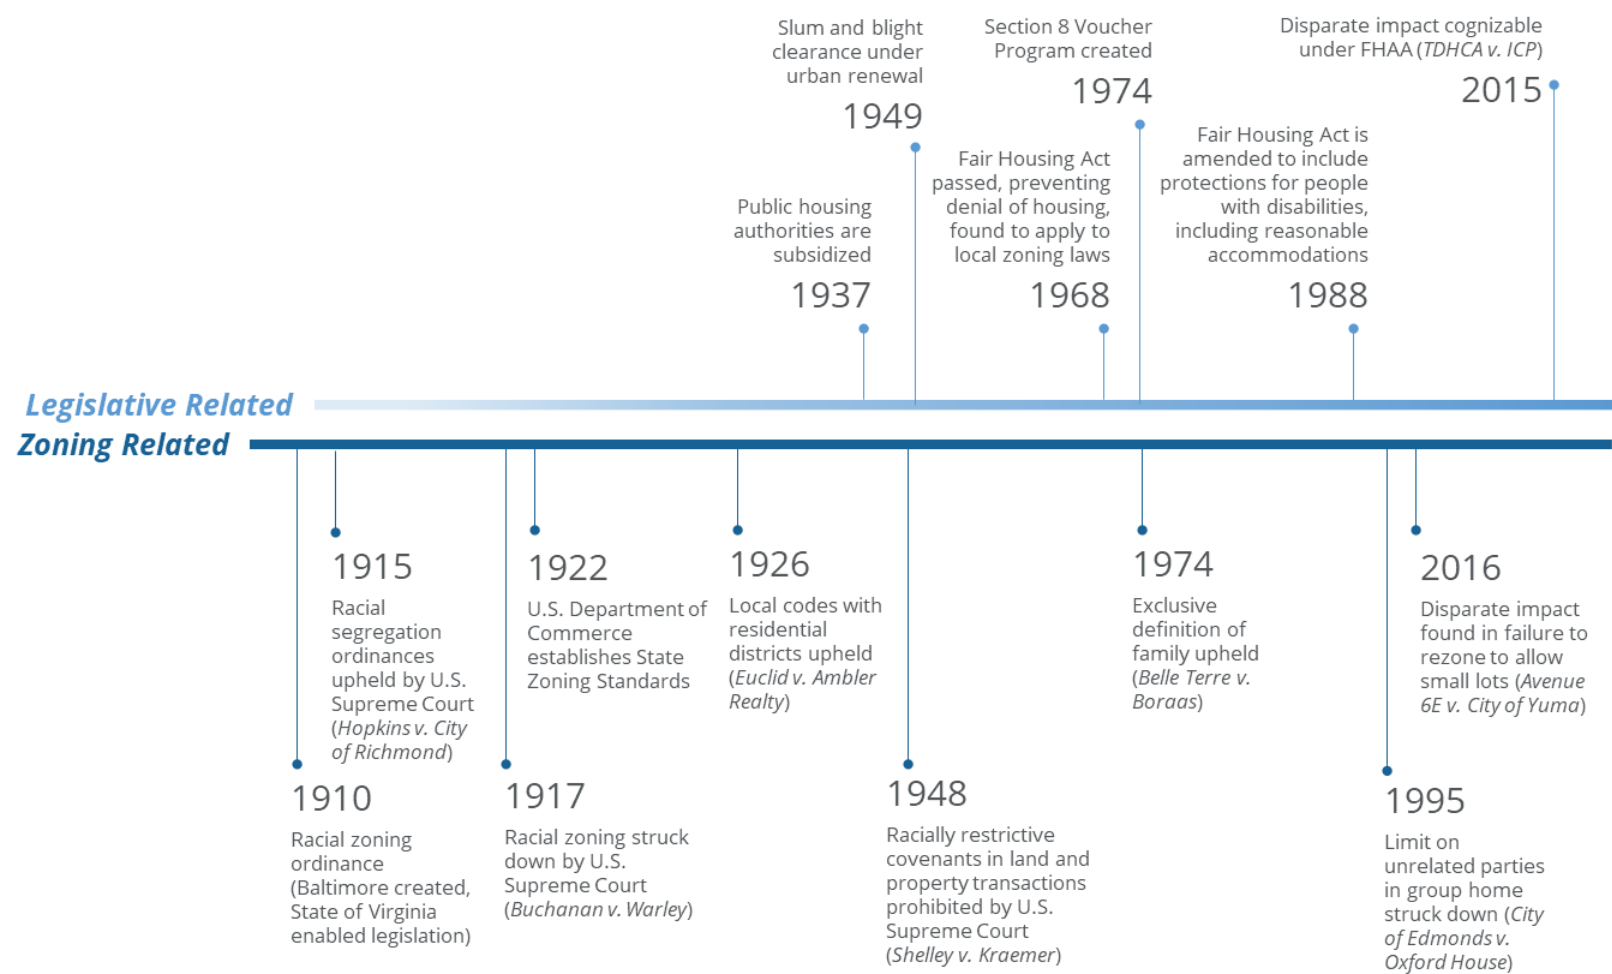 Slum and blight
clearance under
urban renewal
1949
Section 8 Voucher
Program created
1974
Disparate impact cognizable
under FHAA (TDHCA v. ICP)
2015
Public housing
authorities are
subsidized
1937
Fair Housing Act
passed, preventing
denial of housing,
found to apply to
local zoning laws
1968
Fair Housing Act is
amended to include
protections for people
with disabilities,
including reasonable
accommodations
1988
Legislative Related
Zoning Related
1915
Racial
segregation
ordinances
upheld by U.S.
Supreme Court
(Hopkins v. City
of Richmond)
1922
U.S. Department of
Commerce
establishes State
Zoning Standards
1926
Local codes with
residential
districts upheld
(Euclid v. Ambler
Realty)
1974
Exclusive
definition of
family upheld
(Belle Terre v.
Boraas)
2016
Disparate impact
found in failure to
rezone to allow
small lots (Avenue
6E v. City of Yuma)
1910
Racial zoning
ordinance
(Baltimore created,
State of Virginia
enabled legislation)
1917
Racial zoning struck
down by U.S.
Supreme Court
(Buchanan v. Warley)
1948
Racially restrictive
covenants in land and
property transactions
prohibited by U.S.
Supreme Court
(Shelley v. Kraemer)
1995
Limit on
unrelated parties
in group home
struck down (City
of Edmonds v.
Oxford House)